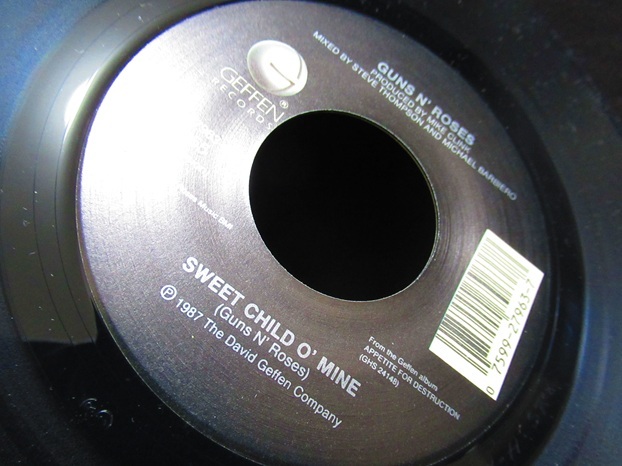 GEFFEN®
RECORDS
GUNS N' ROSES
PRODUCED BY MIKE CLINK
MIXED BY STEVE THOMPSON AND MICHAEL BARBIERO
SWEET CHILD O' MINE
(Guns N' Roses)
℗ 1987 The David Geffen Company
From the Geffen album
APPETITE FOR DESTRUCTION
(GHS 24148)
0 7599-27963-7